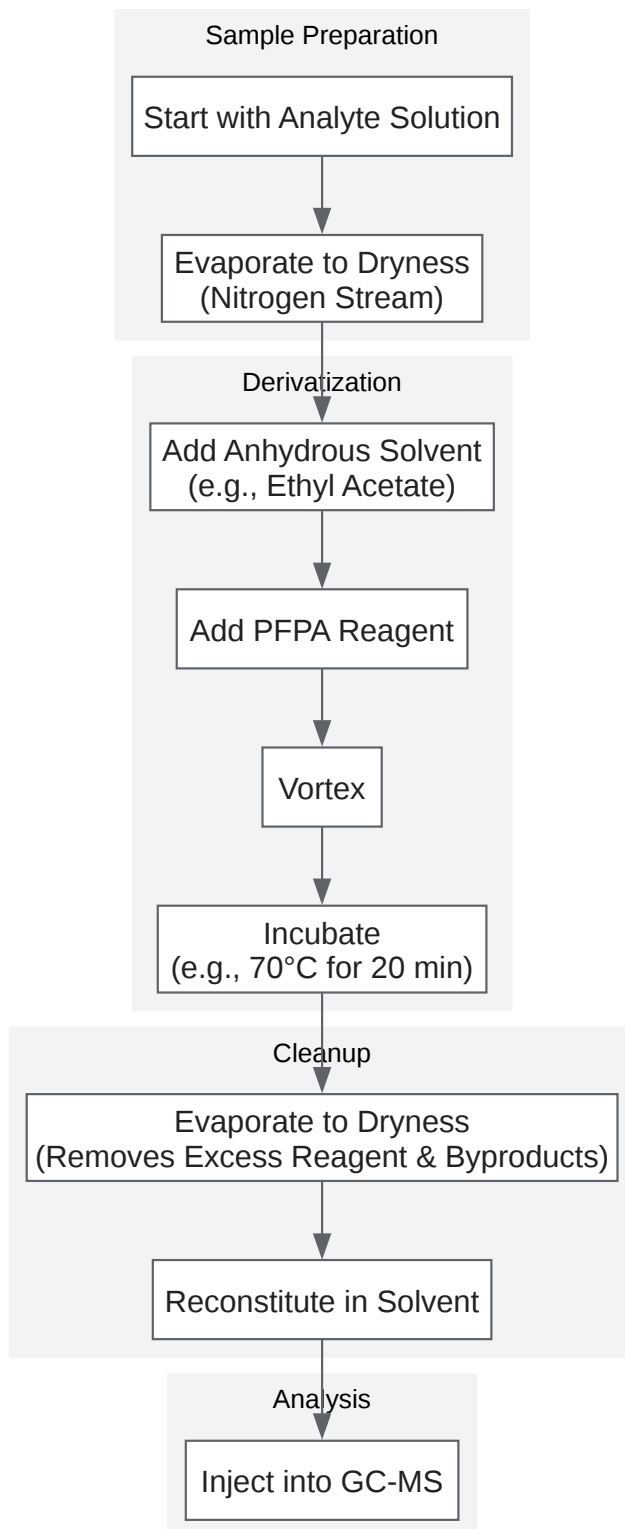 Sample Preparation
Start with Analyte Solution
Evaporate to Dryness
(Nitrogen Stream)
Derivatization
Add Anhydrous Solvent
(e.g., Ethyl Acetate)
Add PFPA Reagent
Vortex
Incubate
(e.g., 70°C for 20 min)
Cleanup
Evaporate to Dryness
(Removes Excess Reagent & Byproducts)
Reconstitute in Solvent
Analysis
Inject into GC-MS